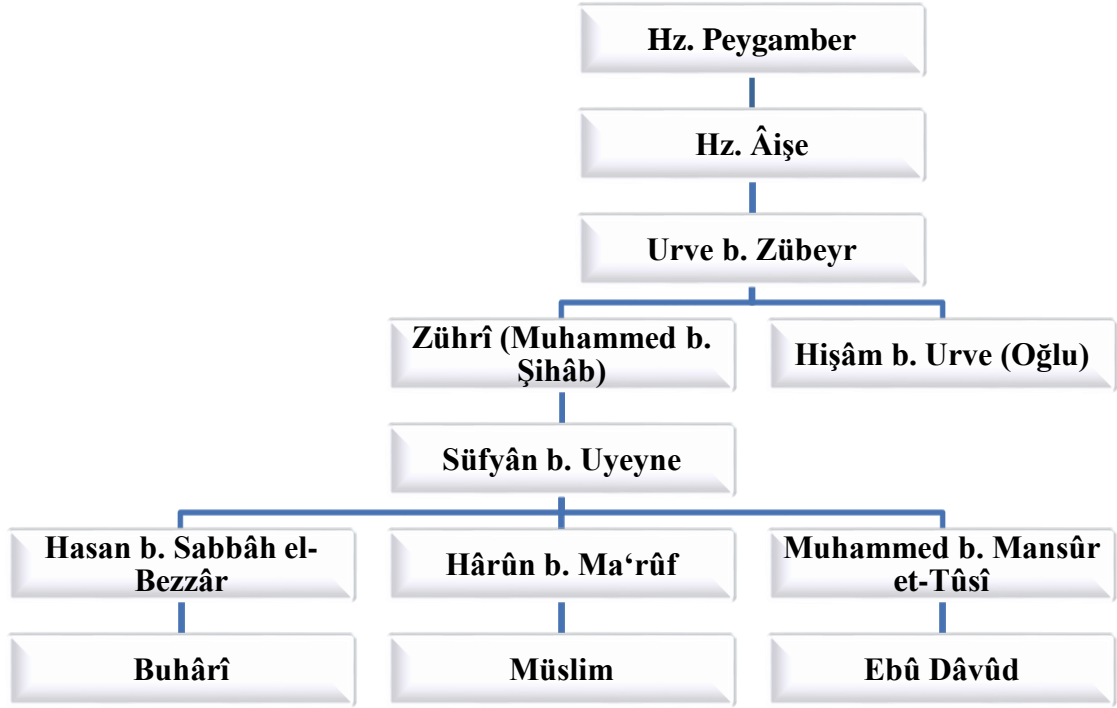 Hz. Peygamber
Hz. Âişe
Urve b. Zübeyr
Zührî (Muhammed b.
Şihâb)
Hişâm b. Urve (Oğlu)
Süfyân b. Uyeyne
Hasan b. Sabbâh el-
Bezzâr
Hârûn b. Ma‘rûf
Muhammed b. Mansûr
et-Tûsî
Buhârî
Müslim
Ebû Dâvûd